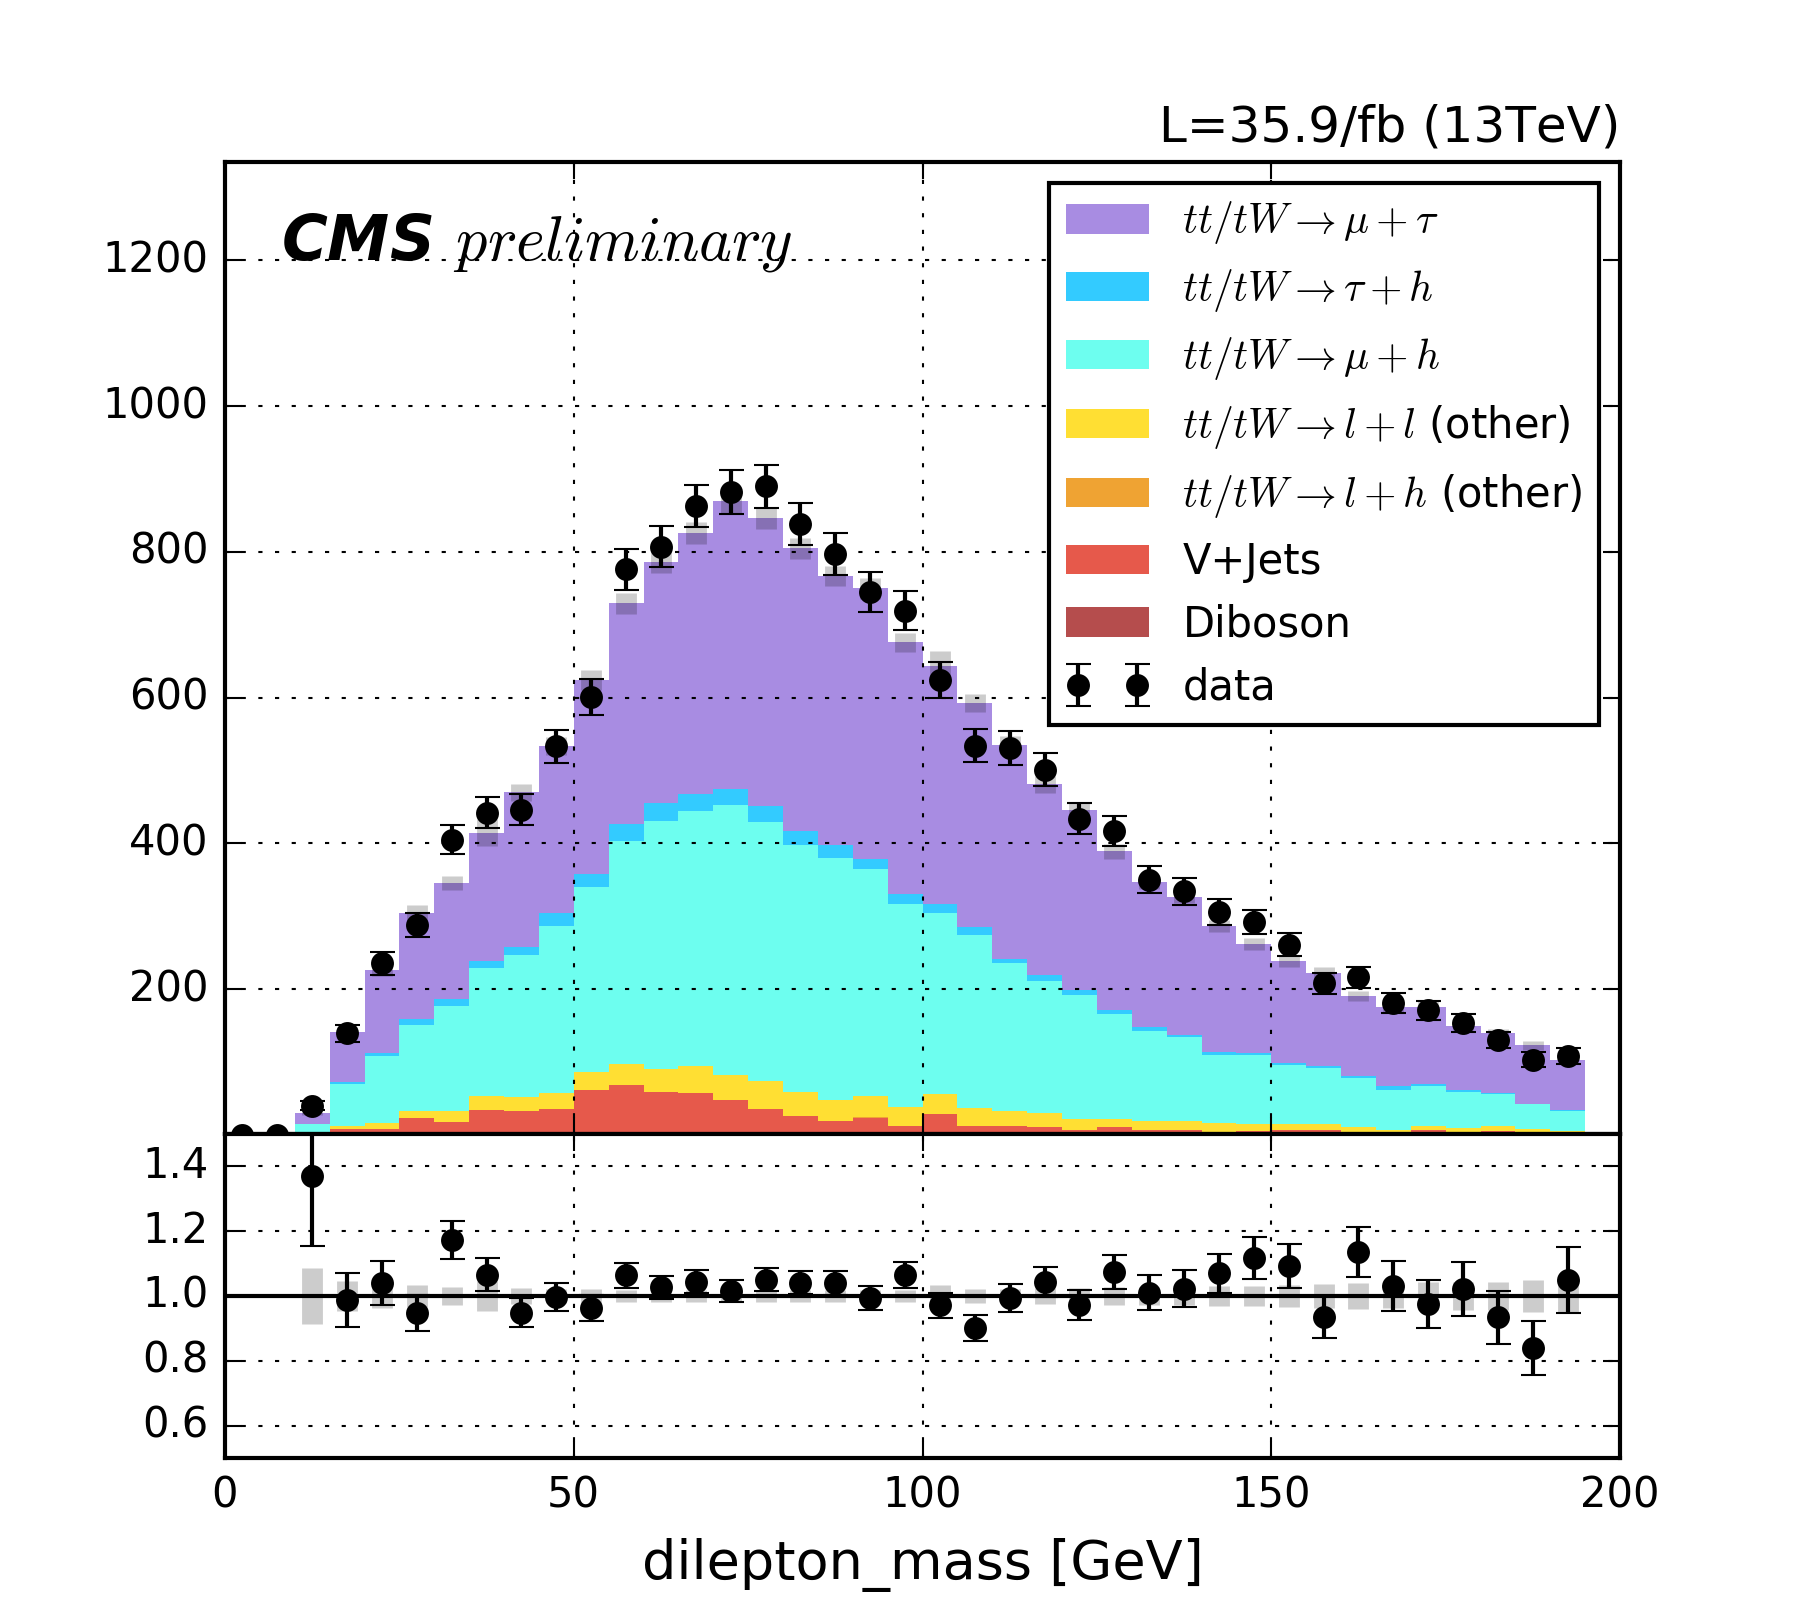 L=35.9/fb (13TeV)
CMS preliminary
1200
1000
800
600
400
200
tt/tW → μ + τ
tt/tW → τ + h
tt/tW → μ + h
tt/tW → l + l (other)
tt/tW → l + h (other)
V+Jets
Diboson
data
1.4
1.2
1.0
0.8
0.6
0 50 100 150 200
dilepton_mass [GeV]